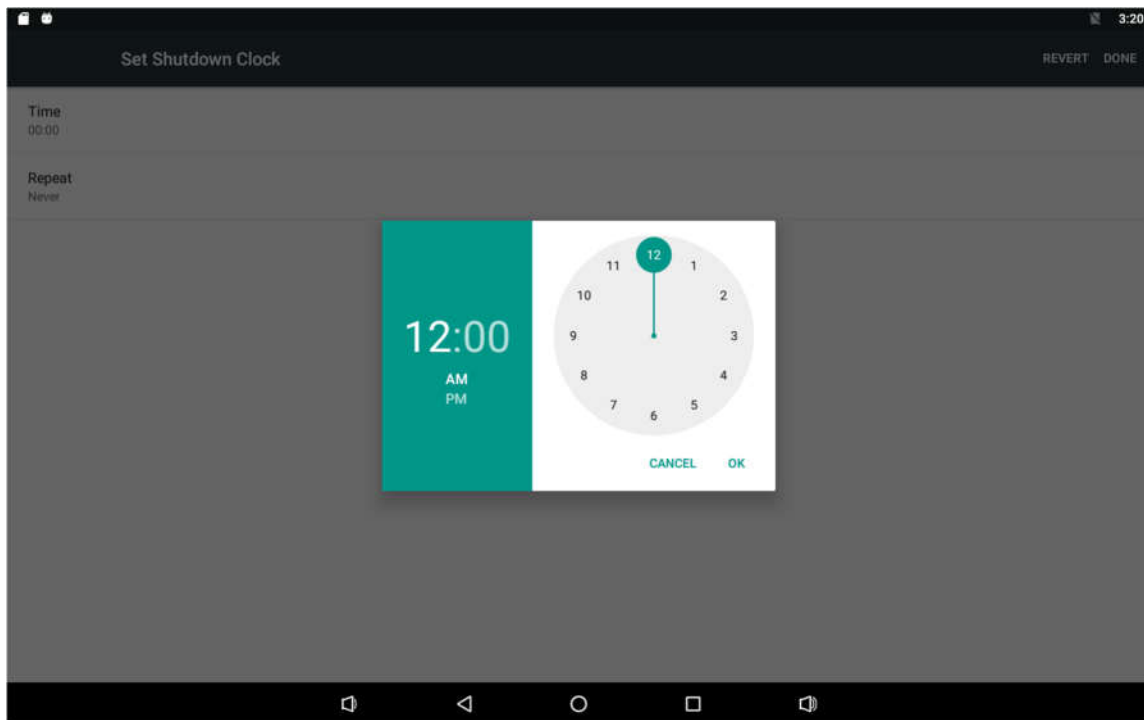 3:20
Set Shutdown Clock
REVERT DONE
Time
00:00
Repeat
Never
12:00
AM
PM
12
1
2
3
4
5
6
7
8
9
10
11
CANCEL OK